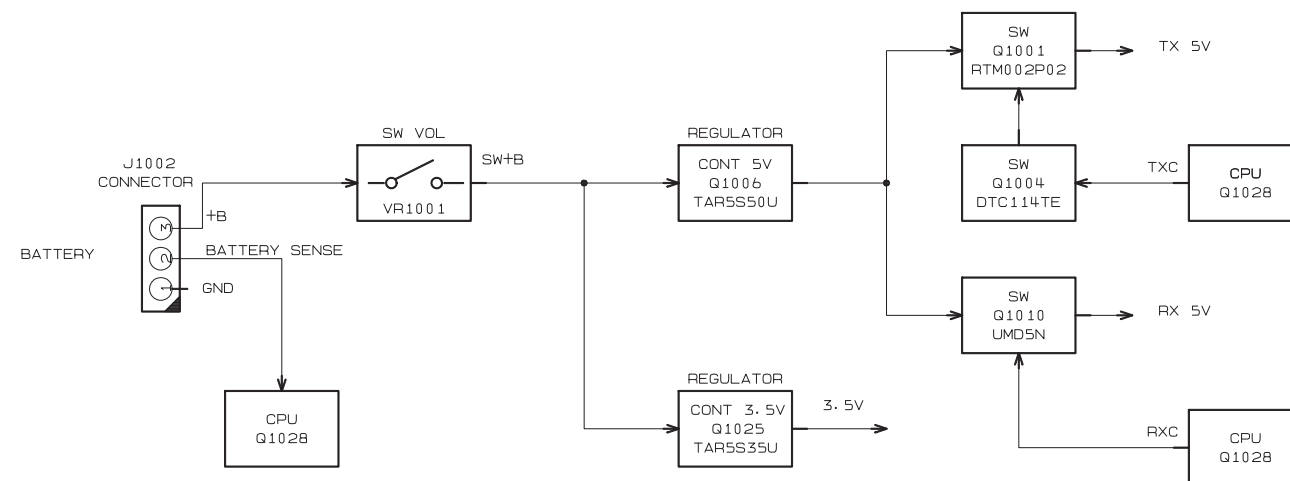 SW
Q1001
RTM002P02
TX 5V
SW VOL
REGULATOR
J1002
CONNECTOR
SW+B
CONT 5V
Q1006
TAR5S50U
SW
Q1004
DTC114TE
TXC
CPU
Q1028
VR1001
+B
3
BATTERY
2
BATTERY SENSE
1
GND
SW
Q1010
UMD5N
RX 5V
REGULATOR
CPU
Q1028
CONT 3.5V
Q1025
TAR5S35U
3.5V
RXC
CPU
Q1028